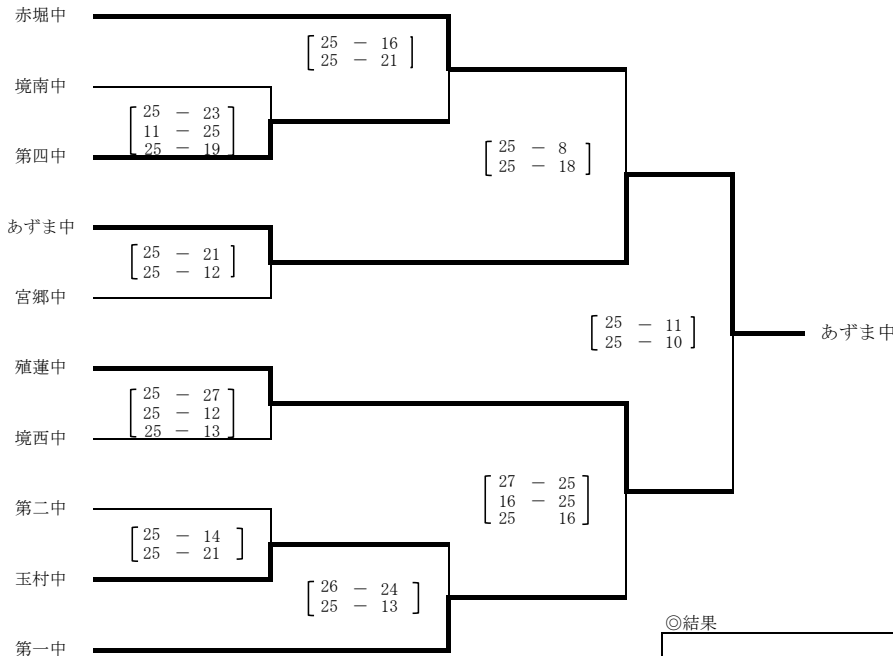 赤堀中
25 － 16
25 － 21
境南中
25 － 23
11 － 25
25 － 19
第四中
25 － 8
25 － 18
あずま中
25 － 21
25 － 12
宮郷中
25 － 11
25 － 10
あずま中
殖蓮中
25 － 27
25 － 12
25 － 13
境西中
27 － 25
16 － 25
25 16
第二中
25 － 14
25 － 21
玉村中
26 － 24
25 － 13
◎結果
第一中